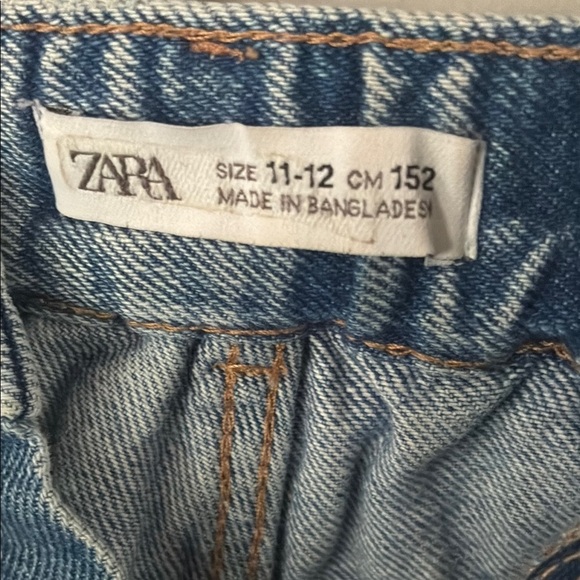 ZARA
SIZE 11-12 CM 152
MADE IN BANGLADESH